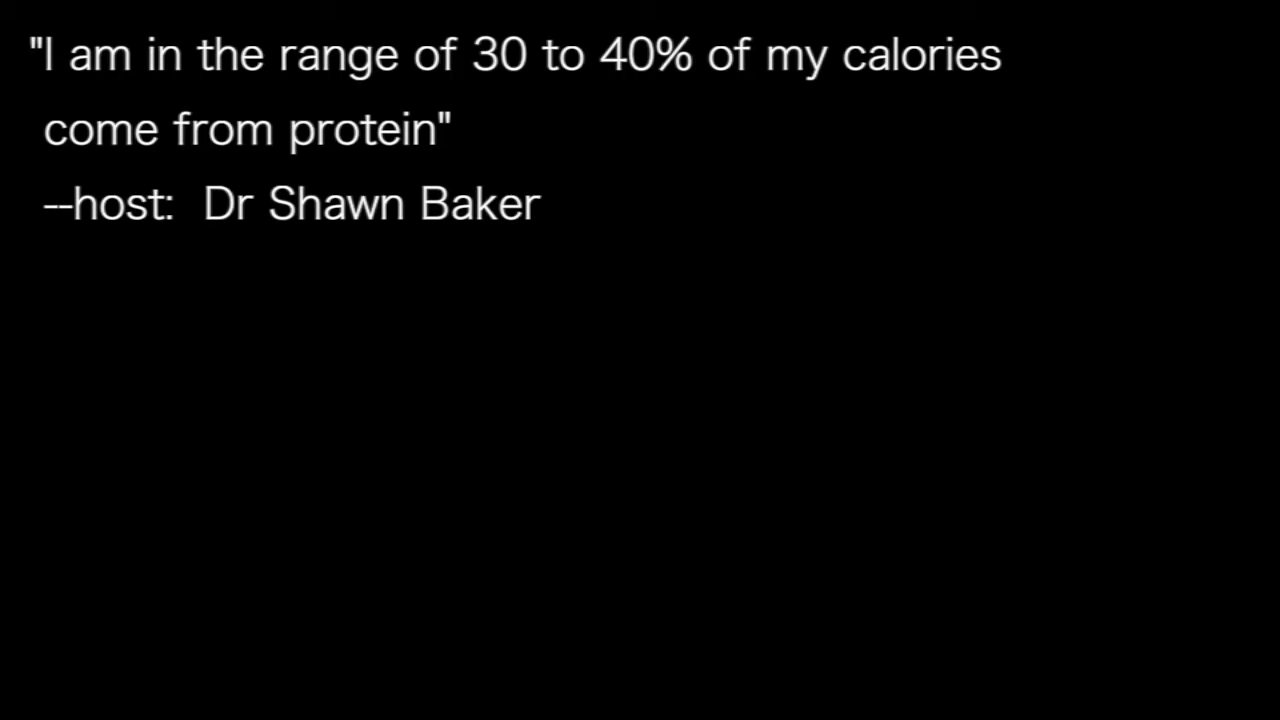 "I am in the range of 30 to 40% of my calories
come from protein"
--host:  Dr Shawn Baker